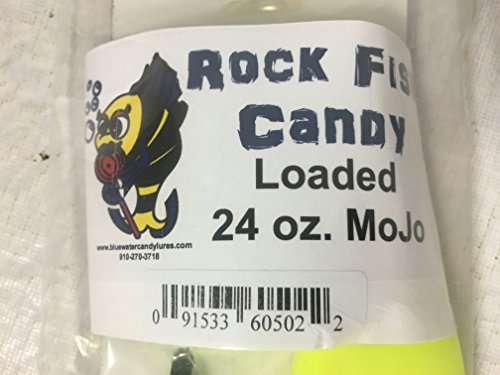 ROCK FIS
CANDY
Loaded
24 oz. MoJo
www.bluewatercandylures.com
910-270-3718
0 91533 60502 2